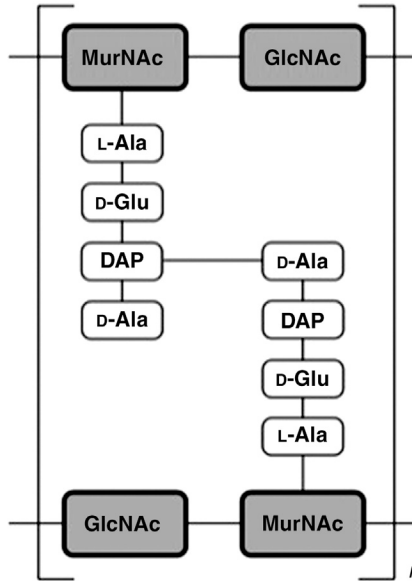 MurNAc GlcNAc
L-Ala
D-Glu
DAP D-Ala
D-Ala DAP
D-Glu
L-Ala
GlcNAc MurNAc